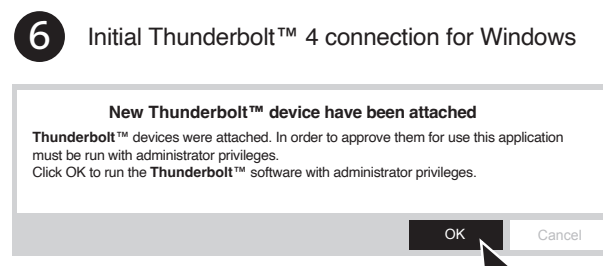 6 Initial Thunderbolt™ 4 connection for Windows
New Thunderbolt™ device have been attached
Thunderbolt™ devices were attached. In order to approve them for use this application
must be run with administrator privileges.
Click OK to run the Thunderbolt™ software with administrator privileges.
OK Cancel